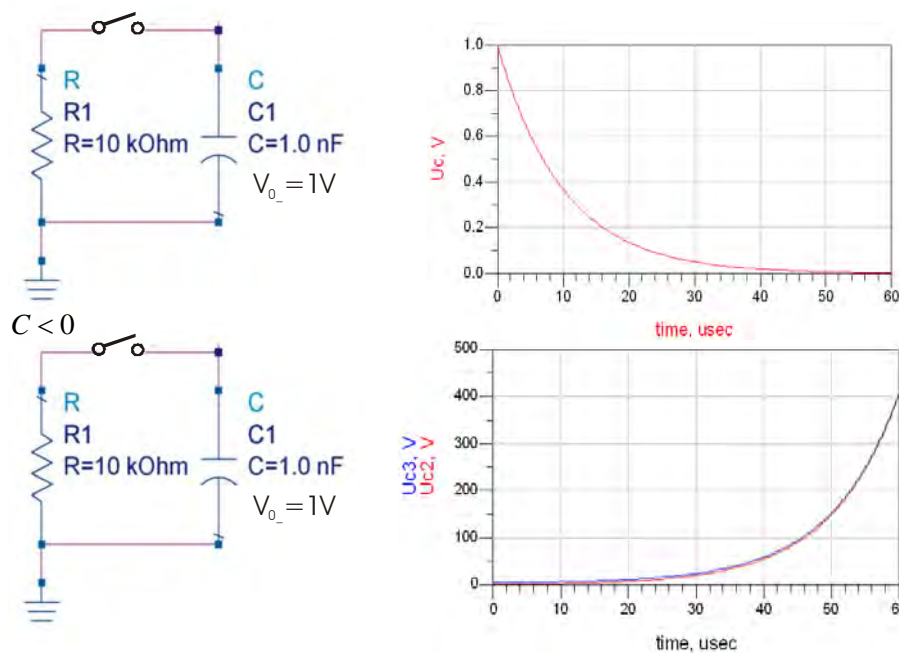 R
R1
R=10 kOhm
C
C1
C=1.0 nF
V0_ = 1V
Uc, V
1.0
0.8
0.6
0.4
0.2
0.0
0 10 20 30 40 50 60
time, usec
C < 0
R
R1
R=10 kOhm
C
C1
C=1.0 nF
V0_ = 1V
Uc3, V
Uc2, V
500
400
300
200
100
0
0 10 20 30 40 50 60
time, usec